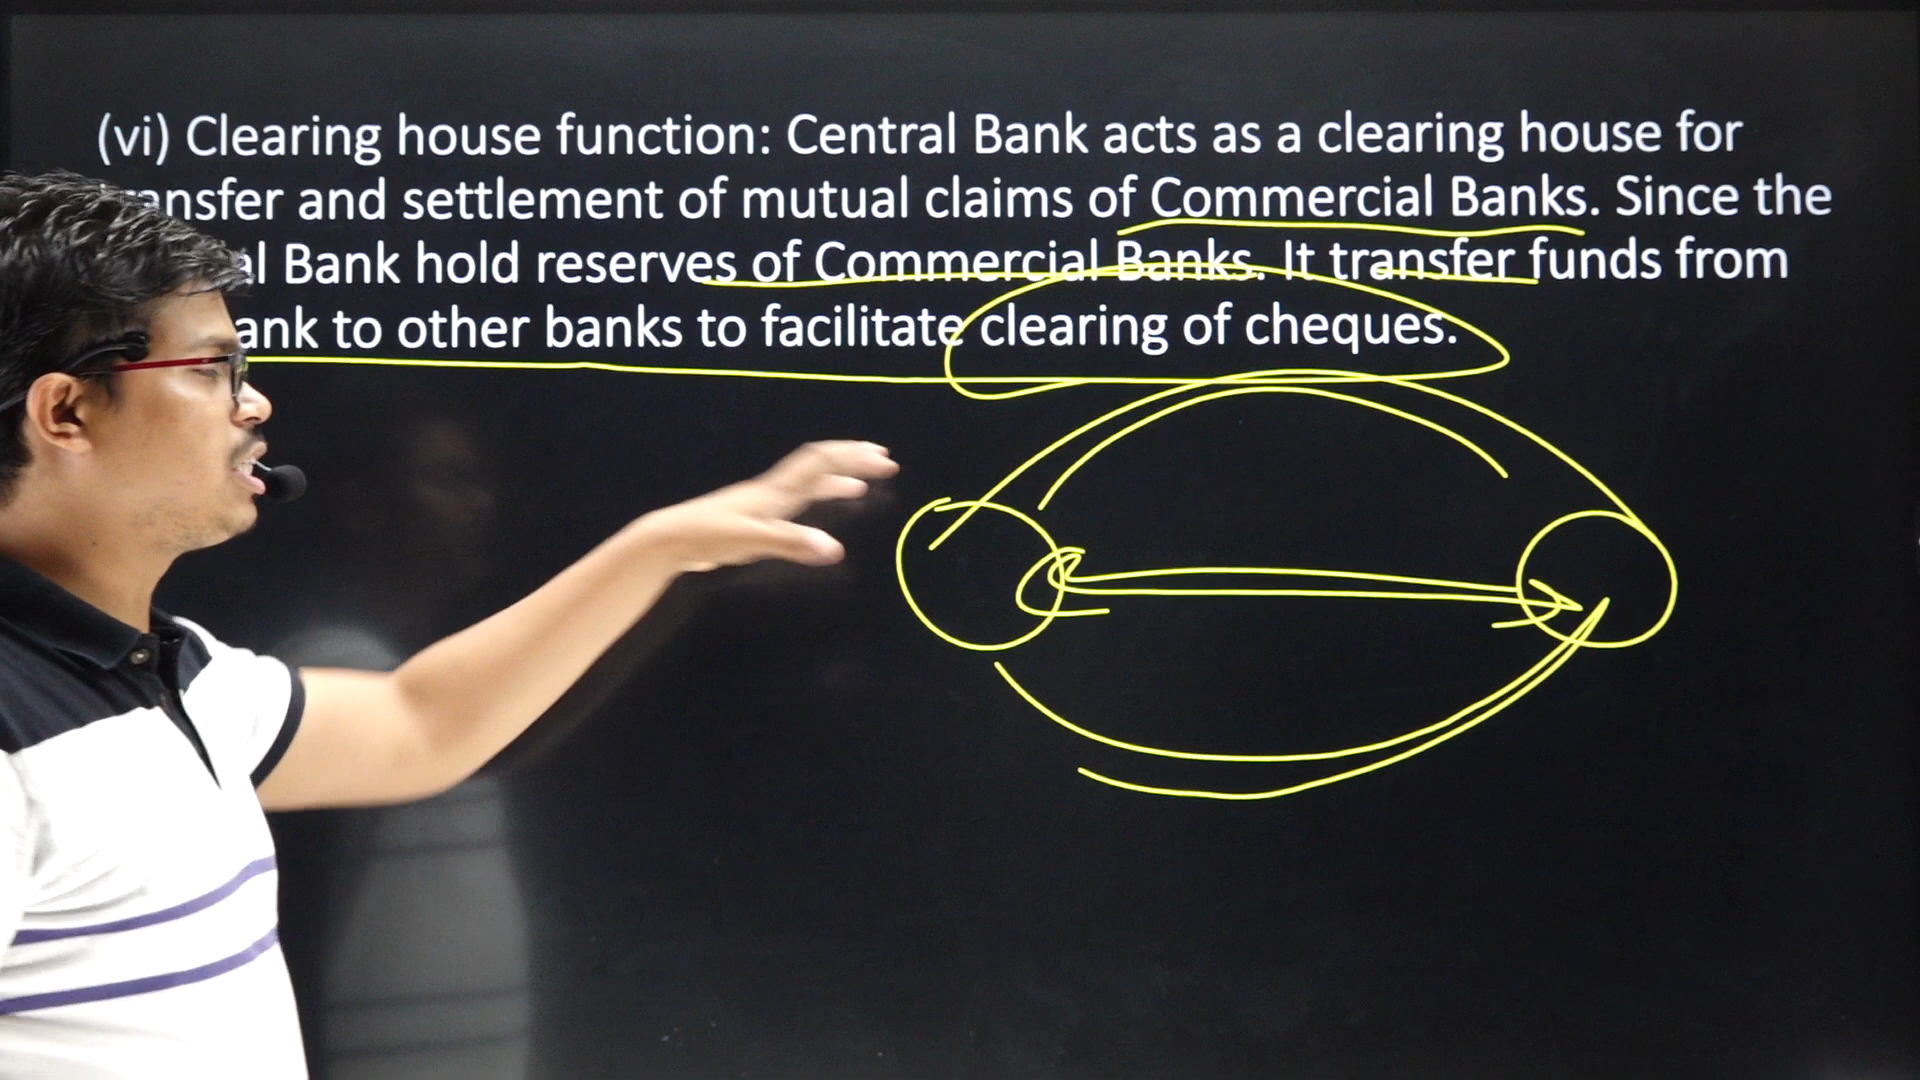 (vi) Clearing house function: Central Bank acts as a clearing house for
ansfer and settlement of mutual claims of Commercial Banks. Since the
al Bank hold reserves of Commercial Banks. It transfer funds from
ank to other banks to facilitate clearing of cheques.